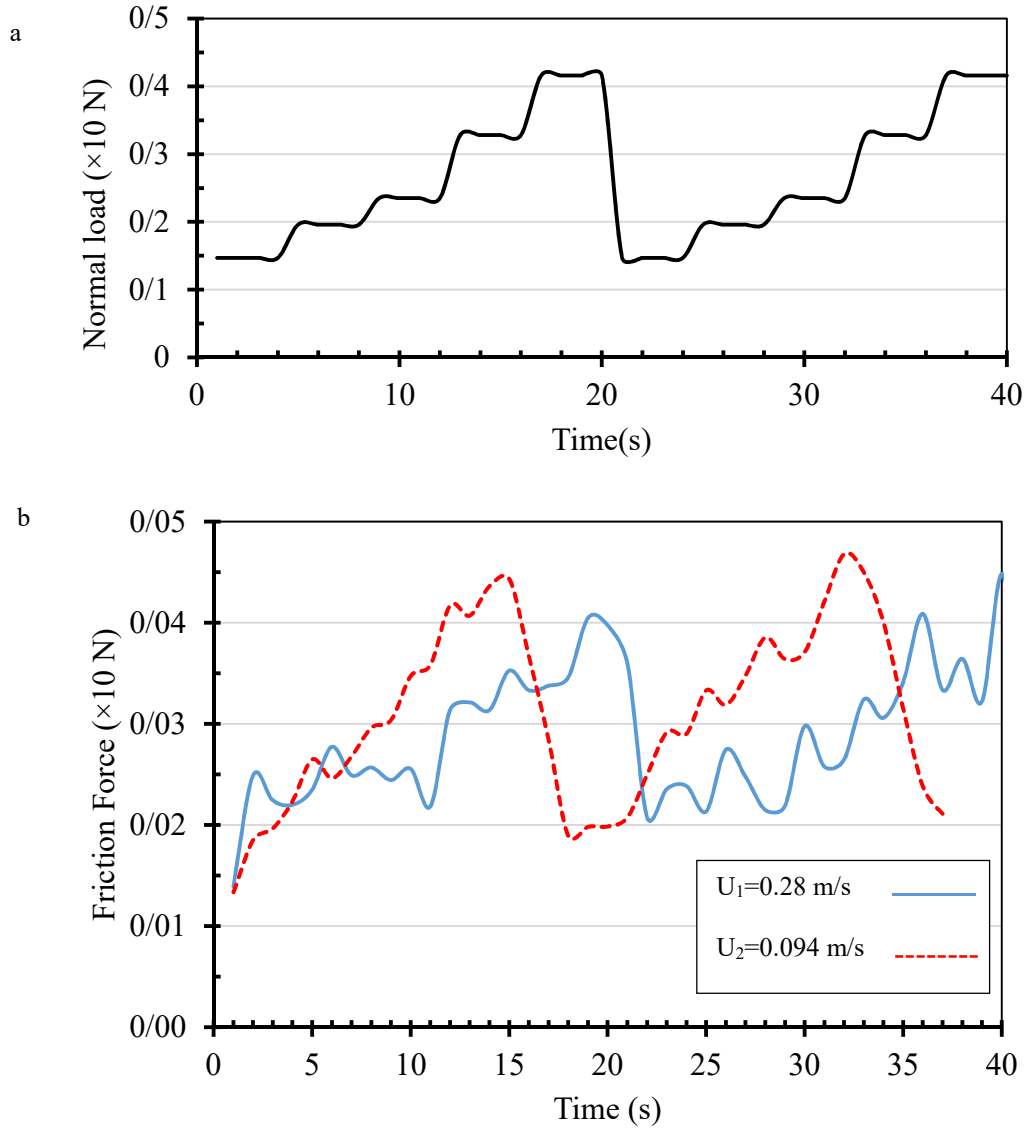 a
Normal load (×10 N)
0/5
0/4
0/3
0/2
0/1
0
0 10 20 30 40
Time(s)
b
Friction Force (×10 N)
0/05
0/04
0/03
0/02
0/01
0/00
U1=0.28 m/s
U2=0.094 m/s
0 5 10 15 20 25 30 35 40
Time (s)